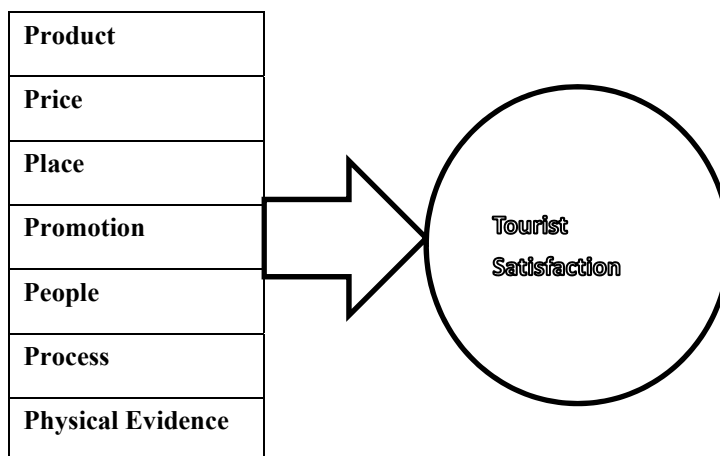 Product
Price
Place
Promotion
People
Process
Physical Evidence
Tourist
Satisfaction